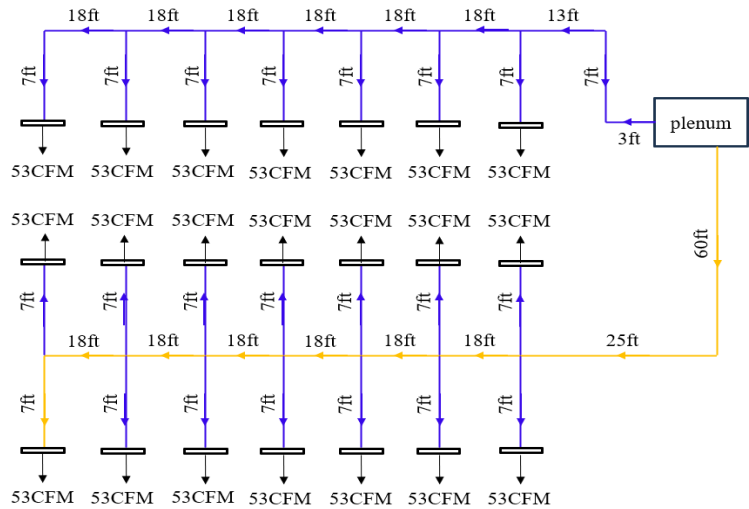 18ft 18ft 18ft 18ft 18ft 18ft 13ft
7ft 7ft 7ft 7ft 7ft 7ft 7ft 7ft
plenum
3ft
53CFM 53CFM 53CFM 53CFM 53CFM 53CFM 53CFM
53CFM 53CFM 53CFM 53CFM 53CFM 53CFM 53CFM
60ft
7ft 7ft 7ft 7ft 7ft 7ft 7ft
18ft 18ft 18ft 18ft 18ft 18ft 25ft
7ft 7ft 7ft 7ft 7ft 7ft 7ft
53CFM 53CFM 53CFM 53CFM 53CFM 53CFM 53CFM